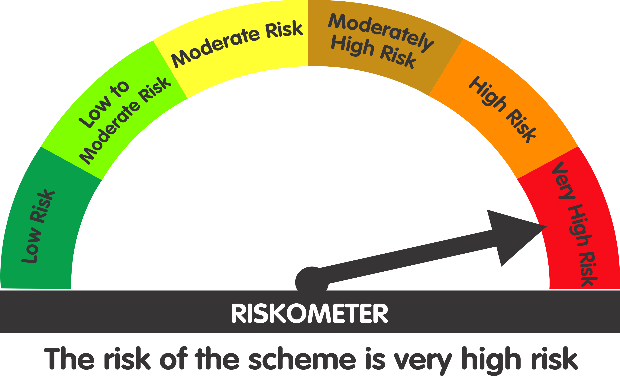 Low Risk
Low to
Moderate Risk
Moderate Risk
Moderately
High Risk
High Risk
Very High Risk
RISKOMETER
The risk of the scheme is very high risk